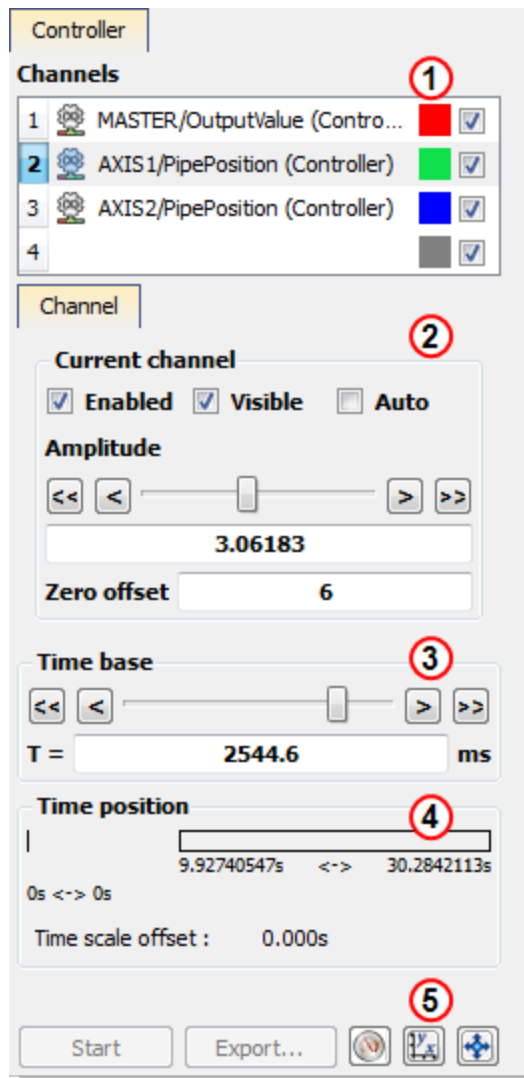 Controller
Channels
1
1 MASTER/OutputValue (Contro...
2 AXIS1/PipePosition (Controller)
3 AXIS2/PipePosition (Controller)
4
Channel
2
Current channel
Enabled Visible Auto
Amplitude
<< < > >>
3.06183
Zero offset 6
Time base
3
<< < > >>
T = 2544.6 ms
Time position
4
9.92740547s <-> 30.2842113s
0s <-> 0s
Time scale offset : 0.000s
5
Start Export... y x